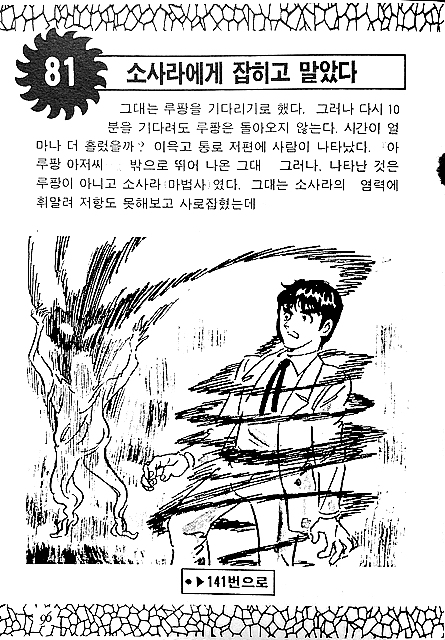 81
소사라에게 잡히고 말았다
그대는 루팡을 기다리기로 했다. 그러나 다시 10
분을 기다려도 루팡은 돌아오지 않는다. 시간이 얼
마나 더 흘렀을까? 이윽고 통로 저편에 사람이 나타났다. 아
루팡 아저씨 밖으로 뛰어 나온 그대 그러나, 나타난 것은
루팡이 아니고 소사라(마법사)였다. 그대는 소사라의 염력에
휘말려 저항도 못해보고 사로잡혔는데
●▶141번으로